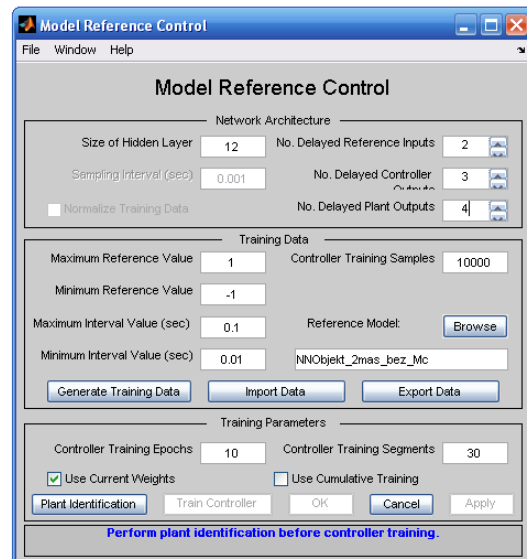 Model Reference Control
File Window Help
Model Reference Control
Network Architecture
Size of Hidden Layer 12 No. Delayed Reference Inputs 2
Sampling Interval (sec) 0.001 No. Delayed Controller 3
Normalize Training Data No. Delayed Plant Outputs 4
Training Data
Maximum Reference Value 1 Controller Training Samples 10000
Minimum Reference Value -1
Maximum Interval Value (sec) 0.1 Reference Model: Browse
Minimum Interval Value (sec) 0.01 NNObjekt_2mas_bez_Mc
Generate Training Data Import Data Export Data
Training Parameters
Controller Training Epochs 10 Controller Training Segments 30
Use Current Weights Use Cumulative Training
Plant Identification Train Controller OK Cancel Apply
Perform plant identification before controller training.